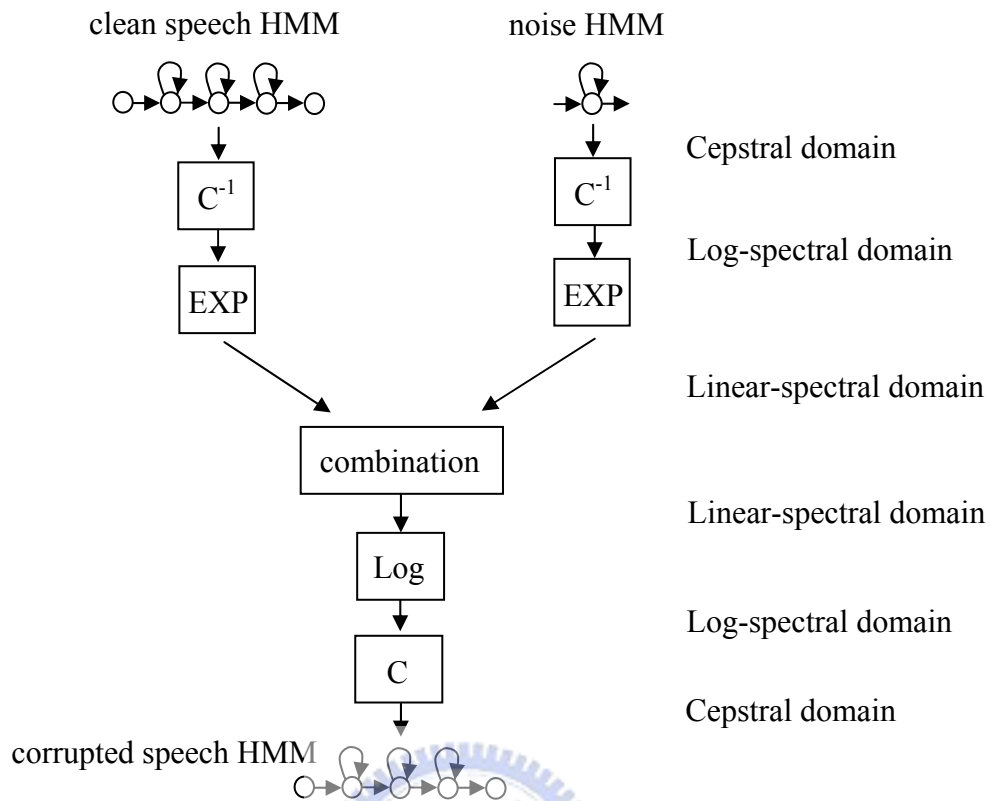 clean speech HMM
noise HMM
Cepstral domain
C-1
C-1
Log-spectral domain
EXP
EXP
Linear-spectral domain
combination
Linear-spectral domain
Log
Log-spectral domain
C
Cepstral domain
corrupted speech HMM